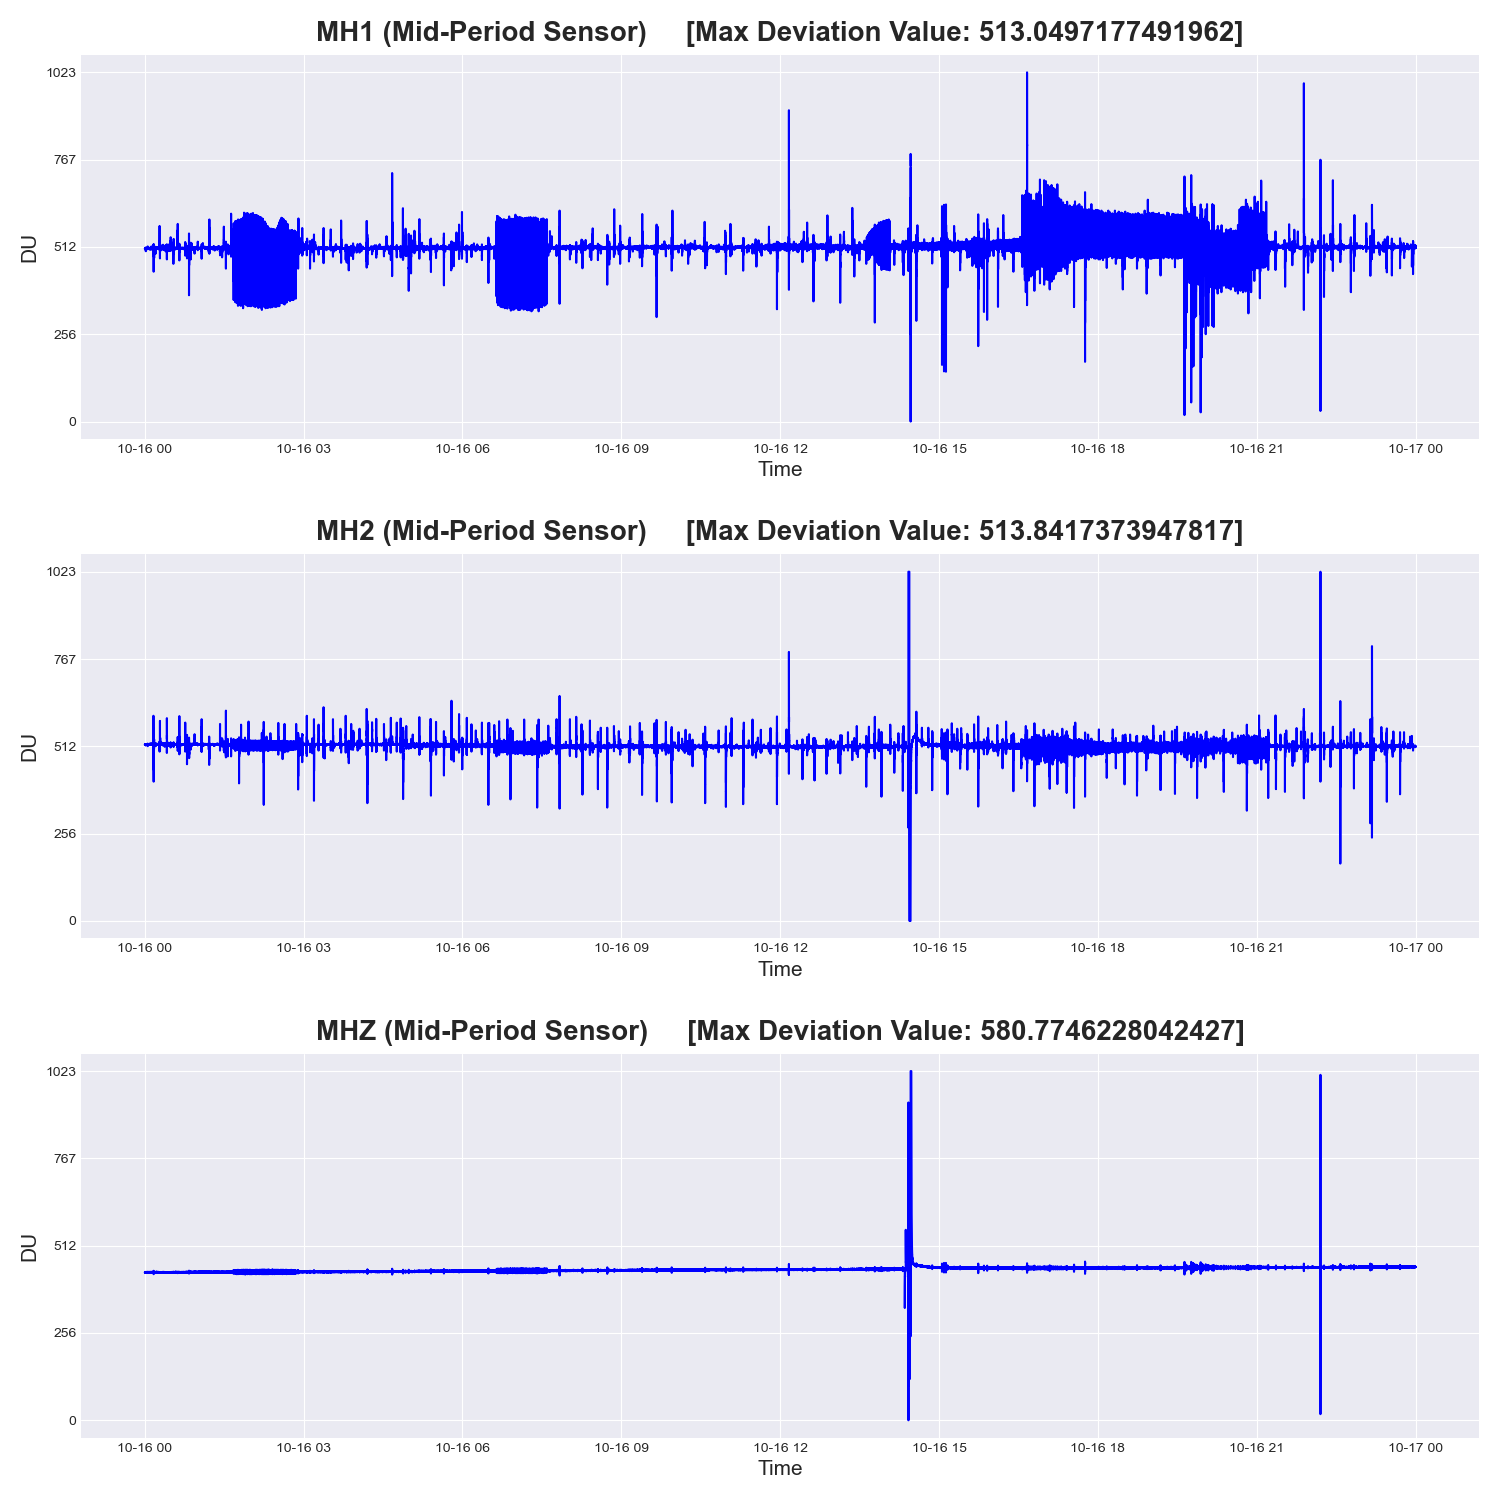 MH1 (Mid-Period Sensor) [Max Deviation Value: 513.0497177491962]
1023
767
512
256
0
DU
10-16 00 10-16 03 10-16 06 10-16 09 10-16 12 10-16 15 10-16 18 10-16 21 10-17 00
Time
MH2 (Mid-Period Sensor) [Max Deviation Value: 513.8417373947817]
1023
767
512
256
0
DU
10-16 00 10-16 03 10-16 06 10-16 09 10-16 12 10-16 15 10-16 18 10-16 21 10-17 00
Time
MHZ (Mid-Period Sensor) [Max Deviation Value: 580.7746228042427]
1023
767
512
256
0
DU
10-16 00 10-16 03 10-16 06 10-16 09 10-16 12 10-16 15 10-16 18 10-16 21 10-17 00
Time